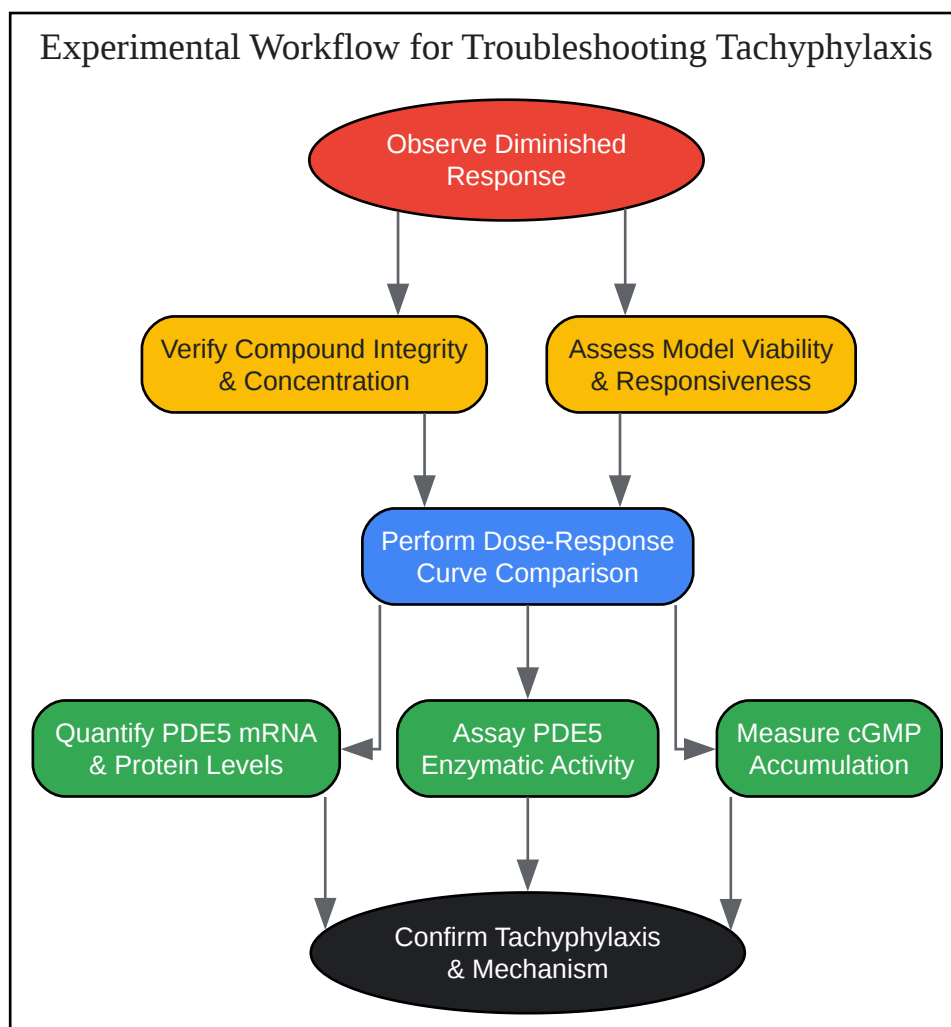 Experimental Workflow for Troubleshooting Tachyphylaxis
Observe Diminished
Response
Verify Compound Integrity
& Concentration
Assess Model Viability
& Responsiveness
Perform Dose-Response
Curve Comparison
Quantify PDE5 mRNA
& Protein Levels
Assay PDE5
Enzymatic Activity
Measure cGMP
Accumulation
Confirm Tachyphylaxis
& Mechanism